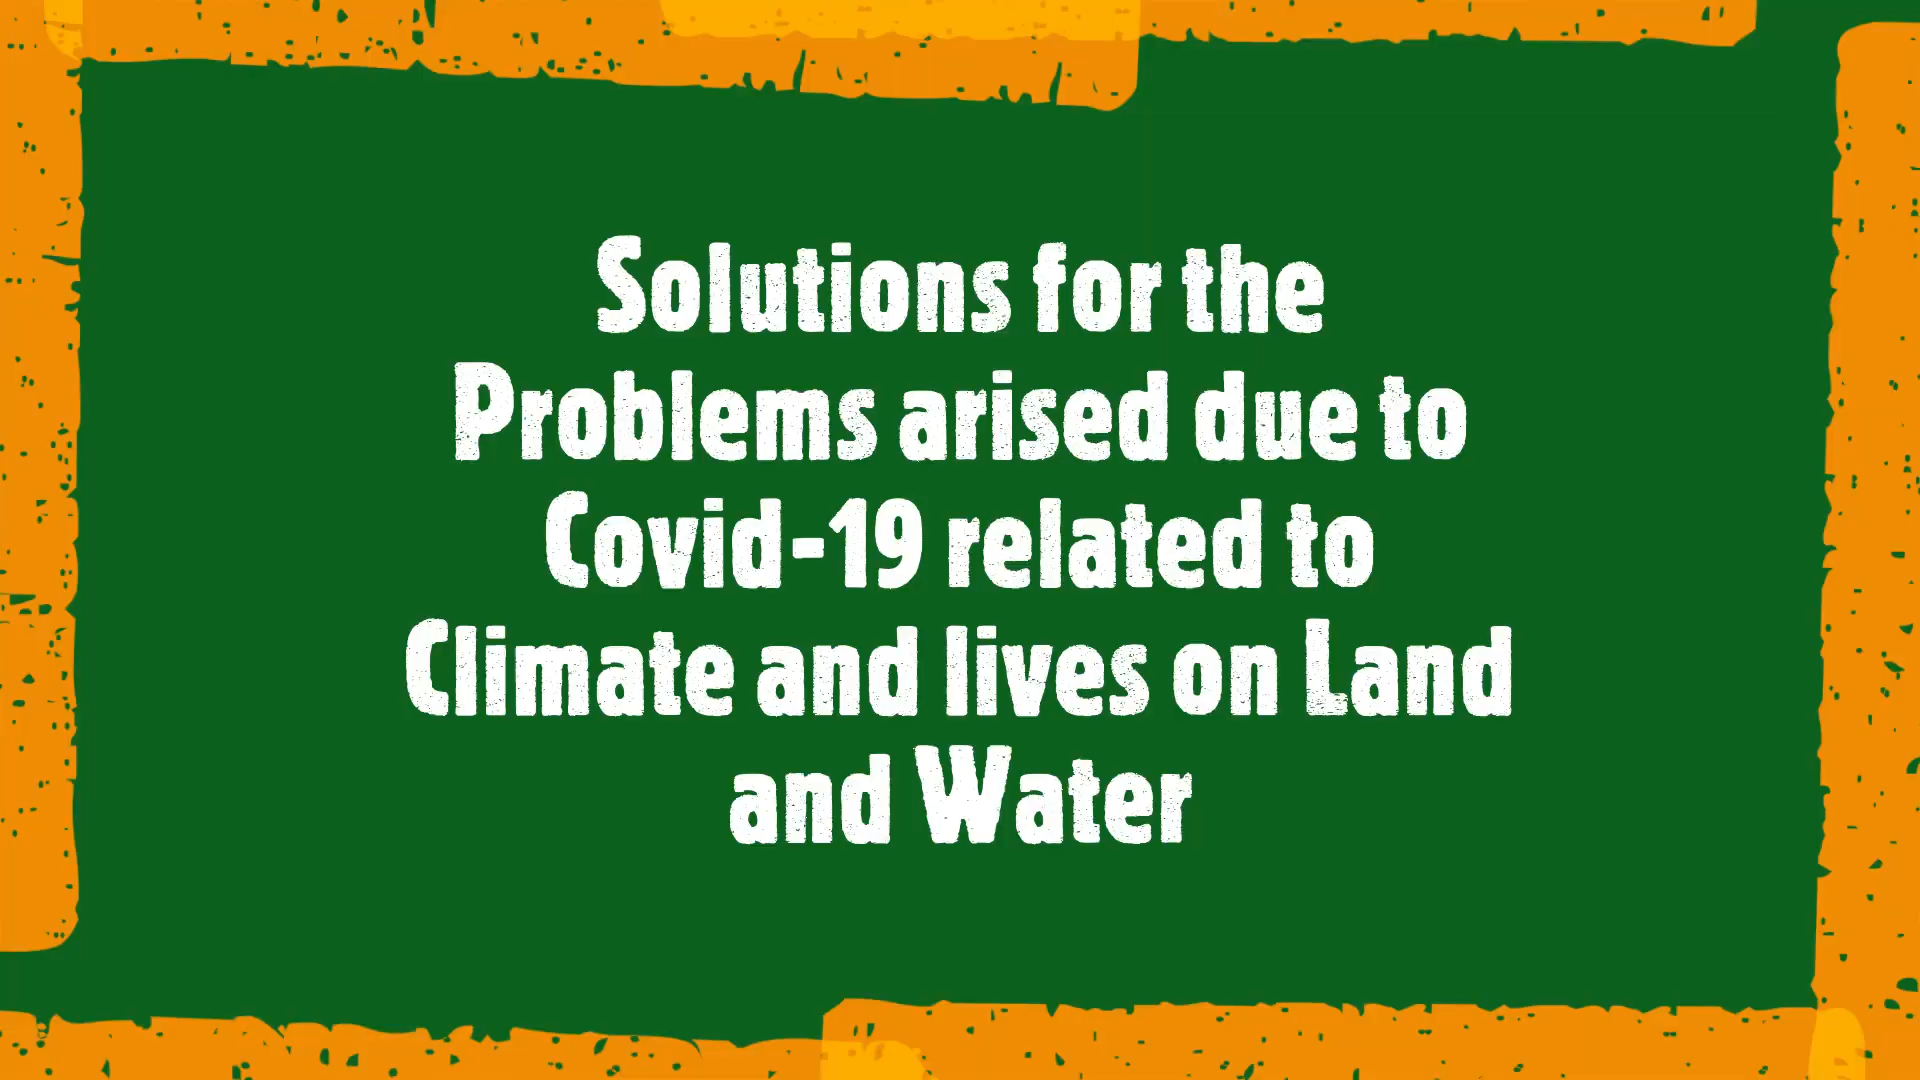 Solutions for the
Problems arised due to
Covid-19 related to
Climate and lives on Land
and Water